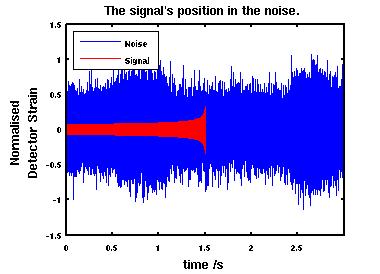 The signal's position in the noise.
1.5
1
0.5
0
-0.5
-1
-1.5
Noise
Signal
Normalised
Detector Strain
0 0.5 1 1.5 2 2.5
time /s